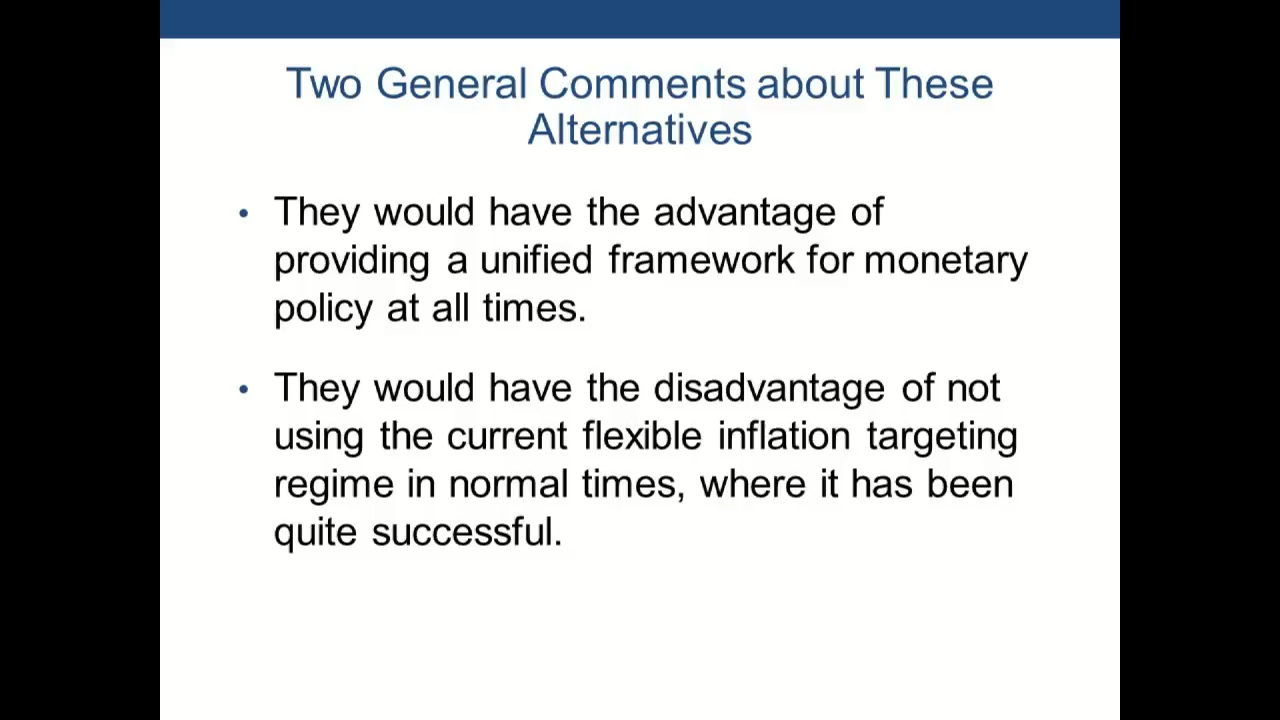 Two General Comments about These
Alternatives
• They would have the advantage of
providing a unified framework for monetary
policy at all times.
• They would have the disadvantage of not
using the current flexible inflation targeting
regime in normal times, where it has been
quite successful.